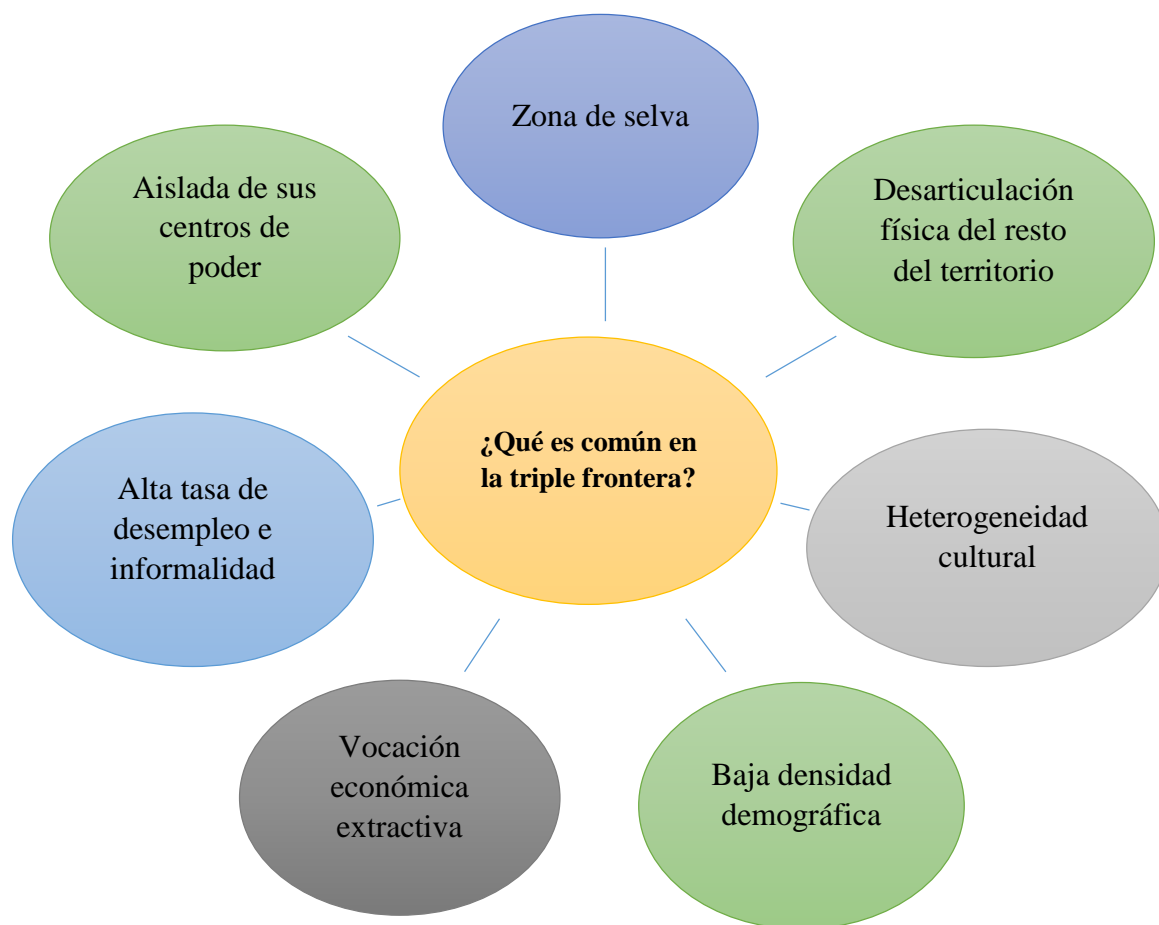 Zona de selva
Aislada de sus
centros de
poder
Desarticulación
física del resto
del territorio
¿Qué es común en
la triple frontera?
Alta tasa de
desempleo e
informalidad
Heterogeneidad
cultural
Vocación
económica
extractiva
Baja densidad
demográfica